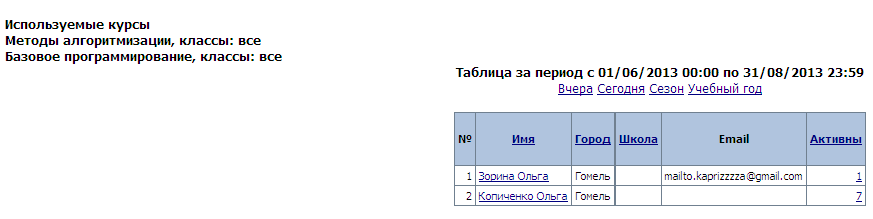 Используемые курсы
Методы алгоритмизации, классы: все
Базовое программирование, классы: все
Таблица за период с 01/06/2013 00:00 по 31/08/2013 23:59
Вчера Сегодня Сезон Учебный год
№ Имя Город Школа Email Активны
1 Зорина Ольга Гомель mailto.kaprizzzza@gmail.com 1
2 Копиченко Ольга Гомель 7